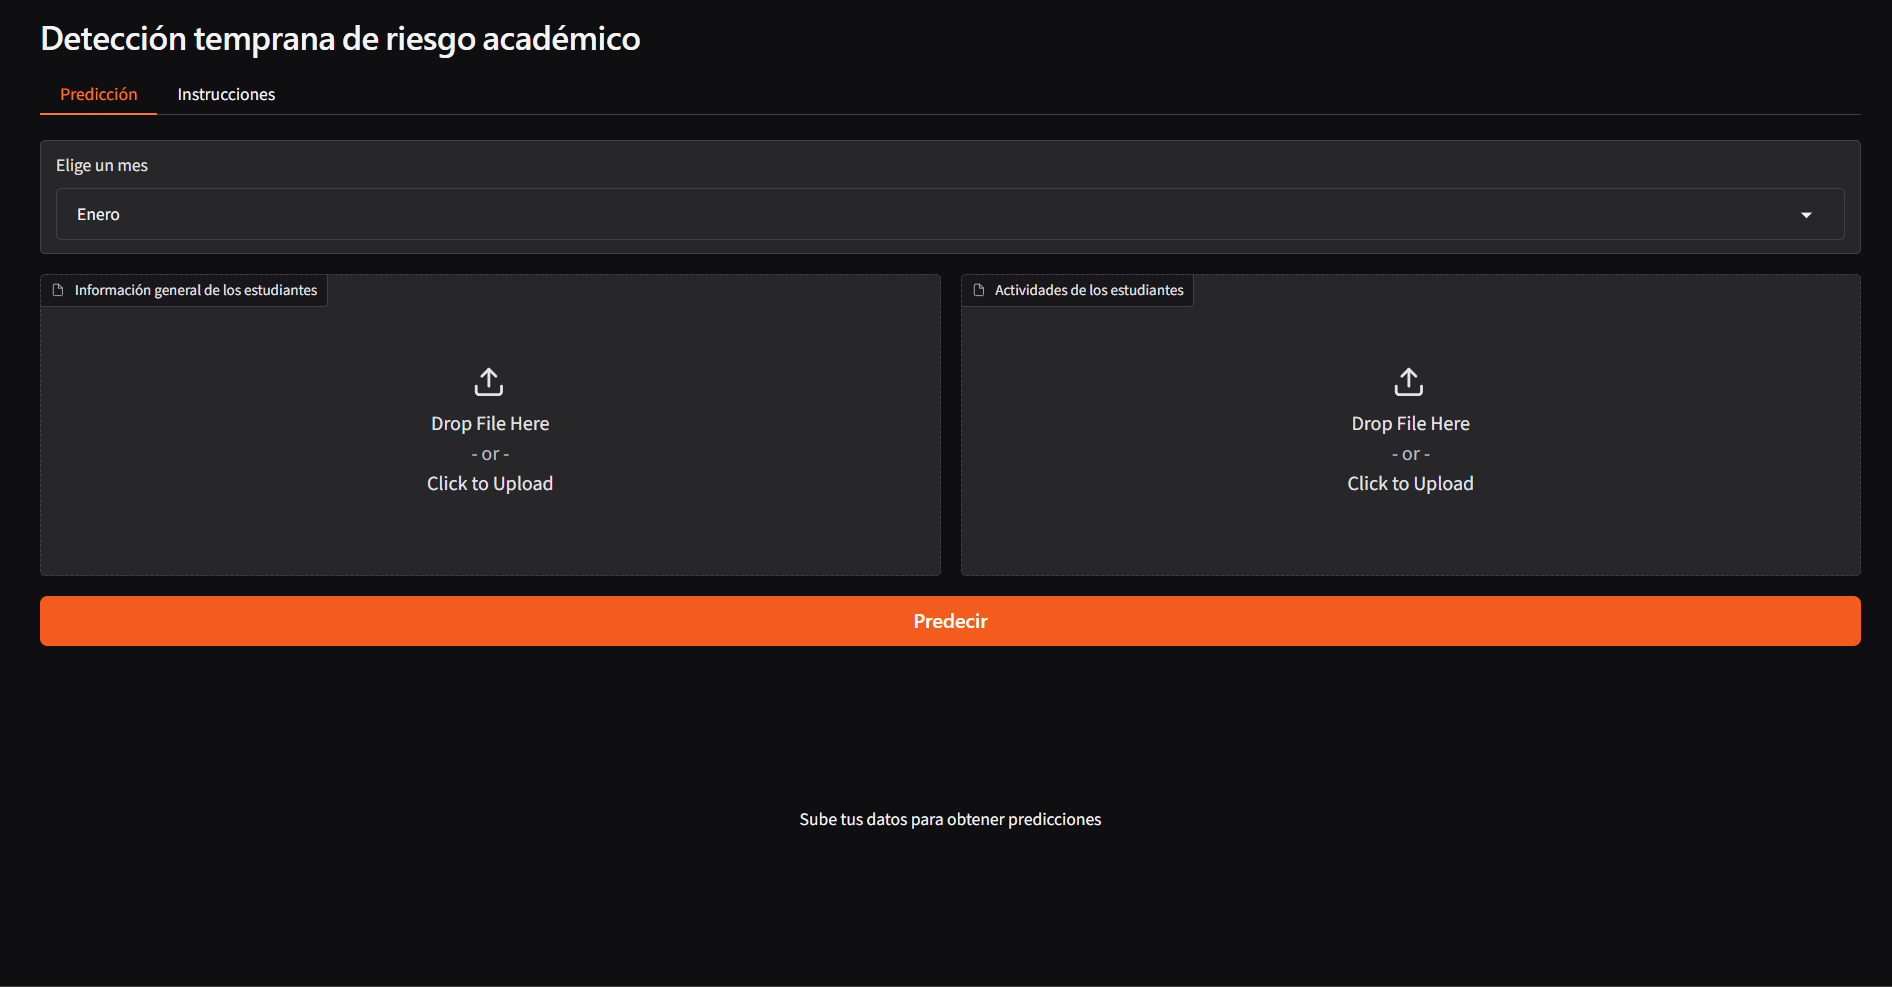 Detección temprana de riesgo académico
Predicción
Instrucciones
Elige un mes
Enero
Información general de los estudiantes
Drop File Here
- or -
Click to Upload
Actividades de los estudiantes
Drop File Here
- or -
Click to Upload
Predecir
Sube tus datos para obtener predicciones